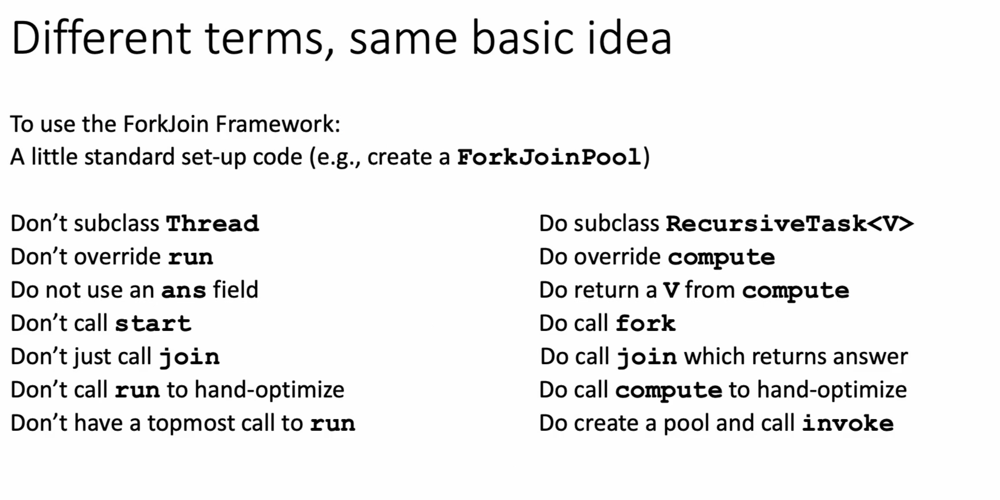 Different terms, same basic idea
To use the ForkJoin Framework:
A little standard set-up code (e.g., create a ForkJoinPool)
Don’t subclass Thread
Do subclass RecursiveTask<V>
Don’t override run
Do override compute
Do not use an ans field
Do return a V from compute
Don’t call start
Do call fork
Don’t just call join
Do call join which returns answer
Don’t call run to hand-optimize
Do call compute to hand-optimize
Don’t have a topmost call to run
Do create a pool and call invoke